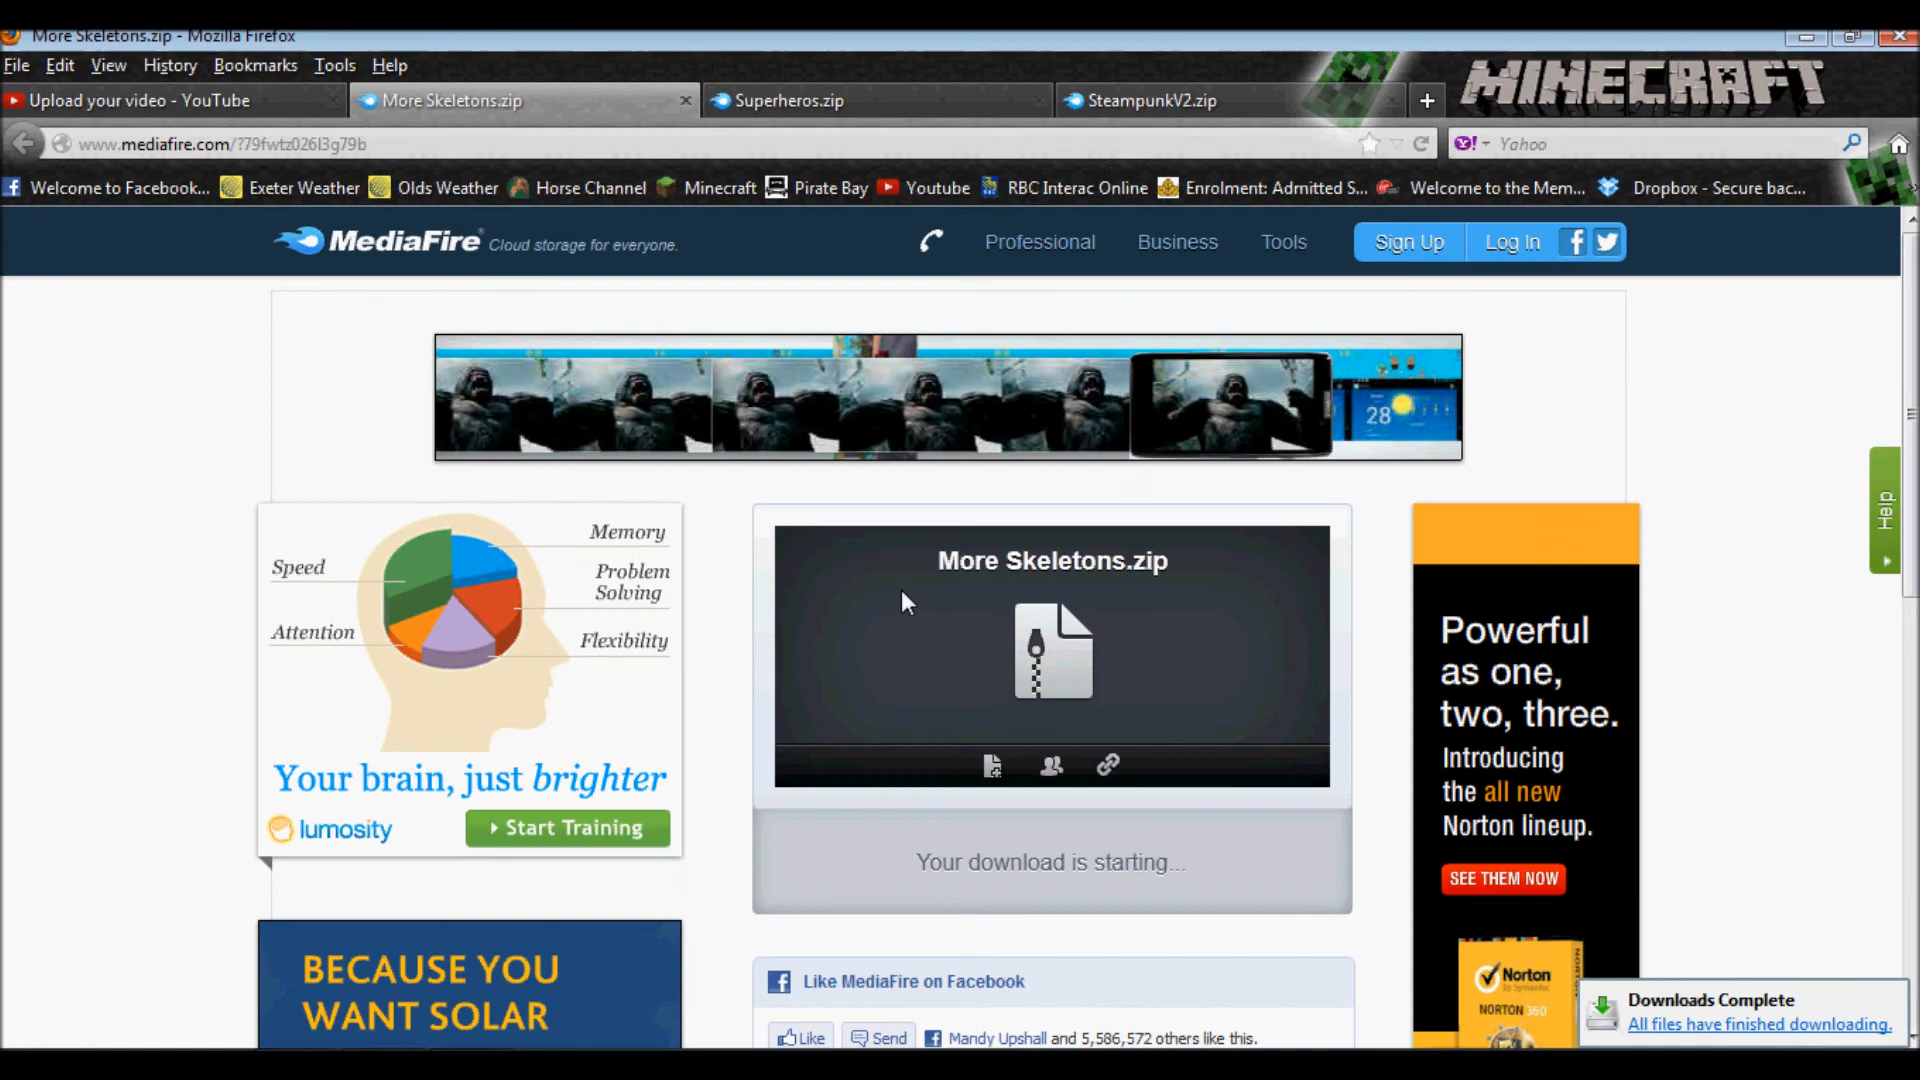 More Skeletons.zip - Mozilla Firefox
File Edit View History Bookmarks Tools Help
MINECRAFT
Upload your video - YouTube
More Skeletons.zip
Superheros.zip
SteampunkV2.zip
www.mediafire.com/?79fwtz026l3g79b
Yahoo
Welcome to Facebook... Exeter Weather Olds Weather Horse Channel Minecraft Pirate Bay Youtube RBC Interac Online Enrolment: Admitted S... Welcome to the Mem... Dropbox - Secure bac...
MediaFire Cloud storage for everyone.
Professional Business Tools Sign Up Log In
28
Help
Memory
Speed
Problem
Solving
Attention
Flexibility
Your brain, just brighter
lumosity
Start Training
BECAUSE YOU
WANT SOLAR
More Skeletons.zip
Your download is starting...
Like MediaFire on Facebook
Like Send Mandy Upshall and 5,586,572 others like this.
Powerful
as one,
two, three.
Introducing
the all new
Norton lineup.
SEE THEM NOW
Norton
by Symantec
NORTON 360
Downloads Complete
All files have finished downloading.